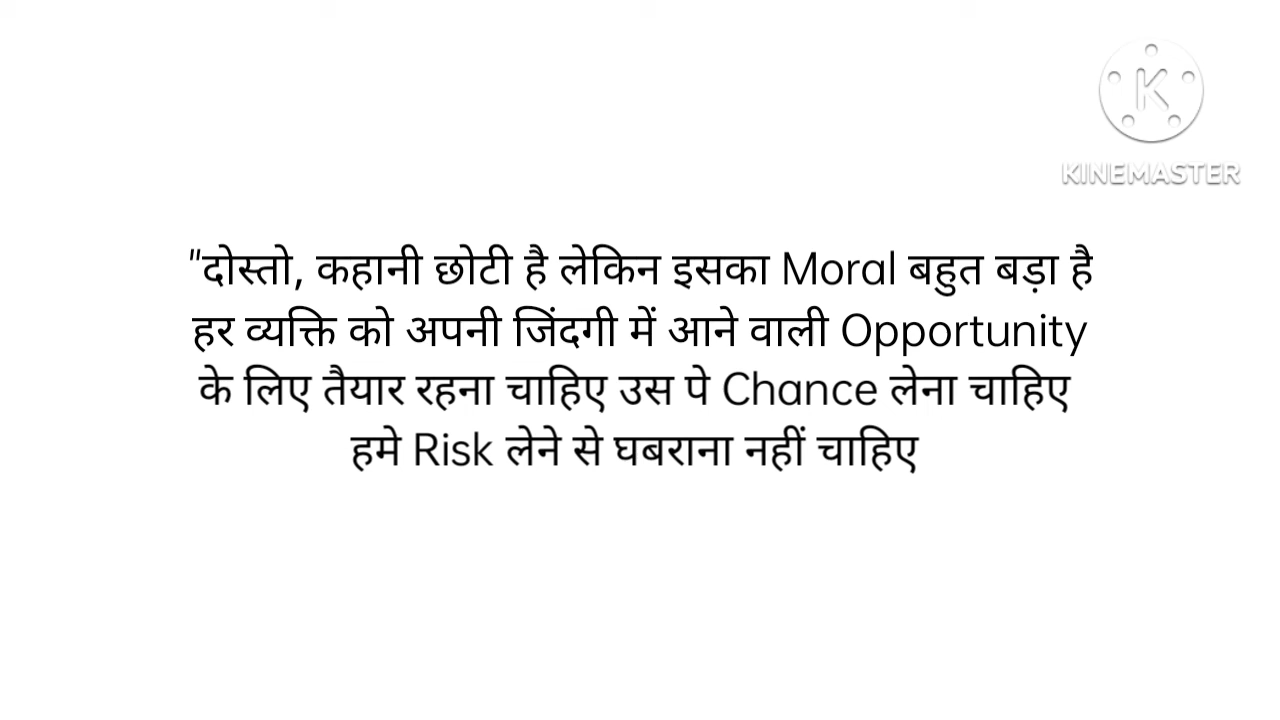 K
KINEMASTER
"दोस्तो, कहानी छोटी है लेकिन इसका Moral बहुत बड़ा है
हर व्यक्ति को अपनी जिंदगी में आने वाली Opportunity
के लिए तैयार रहना चाहिए उस पे Chance लेना चाहिए
हमे Risk लेने से घबराना नहीं चाहिए